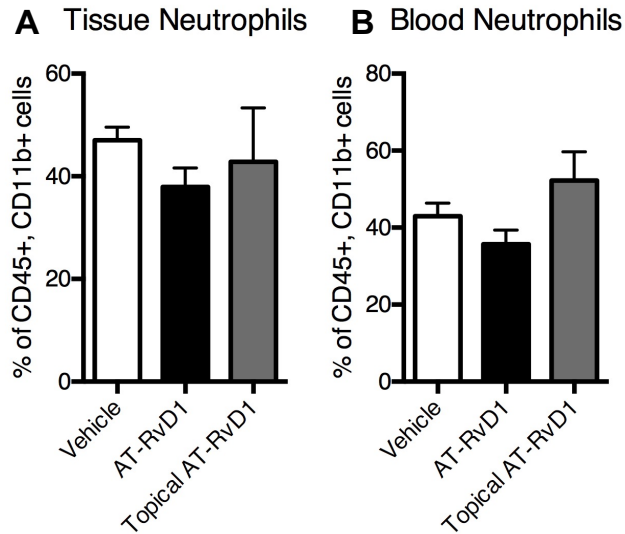 A Tissue Neutrophils
% of CD45+, CD11b+ cells
60
40
20
0
Vehicle
AT-RvD1
Topical AT-RvD1
B Blood Neutrophils
% of CD45+, CD11b+ cells
80
60
40
20
0
Vehicle
AT-RvD1
Topical AT-RvD1